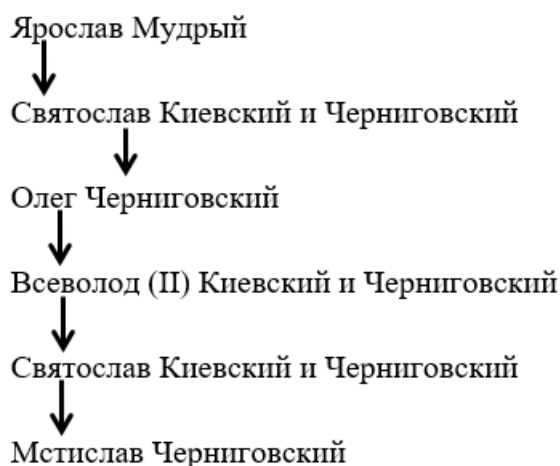 Ярослав Мудрый
Святослав Киевский и Черниговский
Олег Черниговский
Всеволод (II) Киевский и Черниговский
Святослав Киевский и Черниговский
Мстислав Черниговский